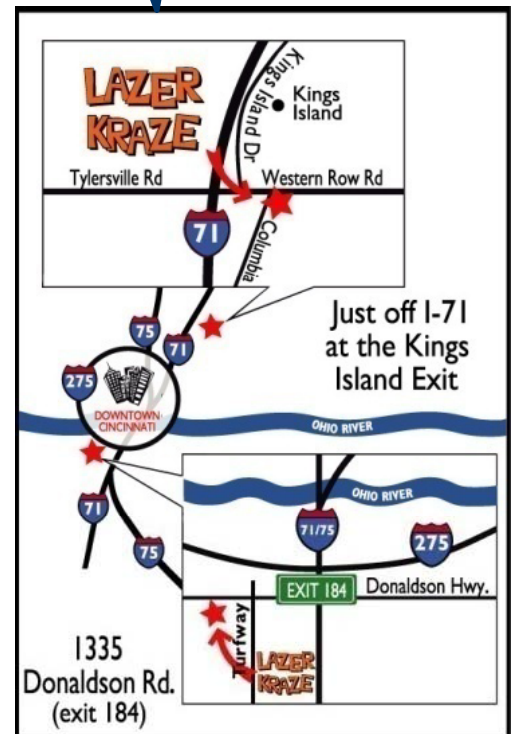 LAZER
KRAZE
Kings Island Dr
Kings
Island
Tylersville Rd
Western Row Rd
71
Columbia
75
71
275
DOWNTOWN
CINCINNATI
Just off I-71
at the Kings
Island Exit
OHIO RIVER
71
75
OHIO RIVER
71/75
275
EXIT 184
Donaldson Hwy.
Turfway
LAZER
KRAZE
1335
Donaldson Rd.
(exit 184)